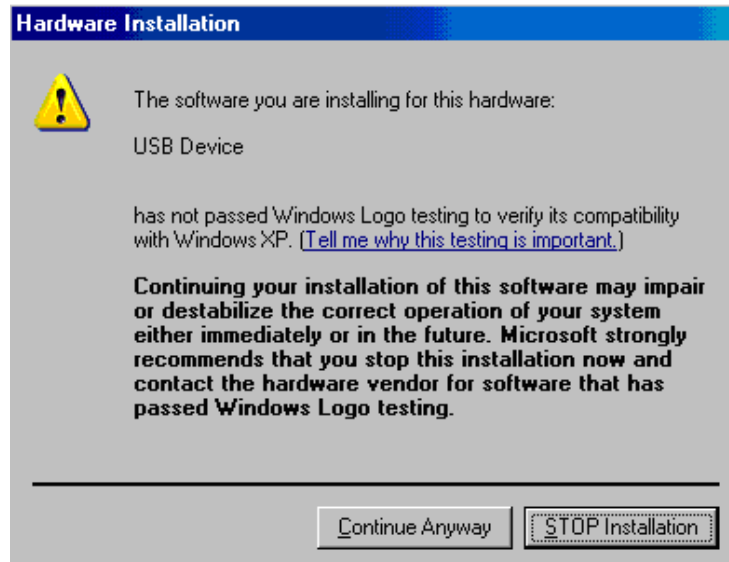 Hardware Installation
The software you are installing for this hardware:
USB Device
has not passed Windows Logo testing to verify its compatibility
with Windows XP. (Tell me why this testing is important.)
Continuing your installation of this software may impair
or destabilize the correct operation of your system
either immediately or in the future. Microsoft strongly
recommends that you stop this installation now and
contact the hardware vendor for software that has
passed Windows Logo testing.
Continue Anyway
STOP Installation